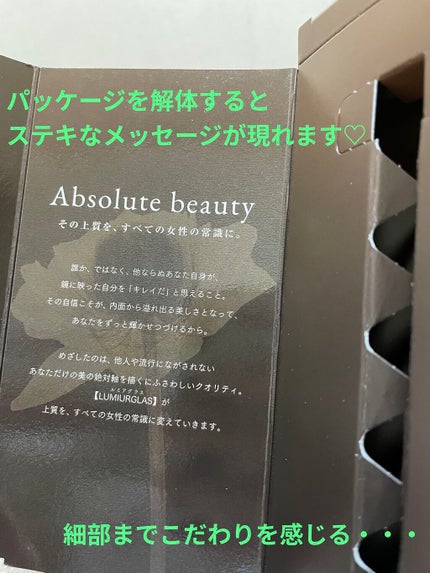 パッケージを解体すると
ステキなメッセージが現れます♡
Absolute beauty
その上質を、すべての女性の常識に。
誰か、ではなく、他ならぬあなた自身が、
鏡に映った自分を「キレイだ」と思えること。
その自信こそが、内面から溢れ出る美しさとなって、
あなたをずっと輝かせつづけるから。
めざしたのは、他人や流行にながされない
あなただけの美の絶対軸を描くにふさわしいクオリティ。
ルミアグラス
【LUMIURGLAS】が
上質を、すべての女性の常識に変えていきます。
細部までこだわりを感じる・・・